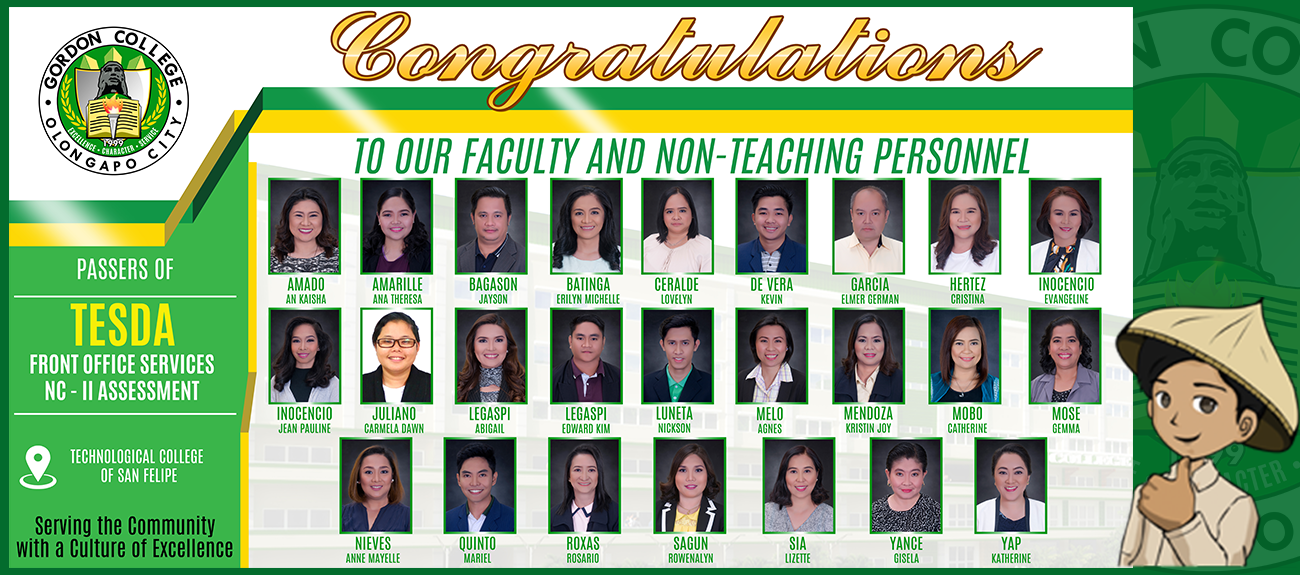 GORDON COLLEGE
EXCELLENCE • CHARACTER • SERVICE
1999
OLONGAPO CITY
Congratulations
TO OUR FACULTY AND NON-TEACHING PERSONNEL
PASSERS OF
TESDA
FRONT OFFICE SERVICES
NC - II ASSESSMENT
TECHNOLOGICAL COLLEGE
OF SAN FELIPE
Serving the Community
with a Culture of Excellence
AMADO
AN KAISHA
AMARILLE
ANA THERESA
BAGASON
JAYSON
BATINGA
ERILYN MICHELLE
CERALDE
LOVELYN
DE VERA
KEVIN
GARCIA
ELMER GERMAN
HERTEZ
CRISTINA
INOCENCIO
EVANGELINE
INOCENCIO
JEAN PAULINE
JULIANO
CARMELA DAWN
LEGASPI
ABIGAIL
LEGASPI
EDWARD KIM
LUNETA
NICKSON
MELO
AGNES
MENDOZA
KRISTIN JOY
MOBO
CATHERINE
MOSE
GEMMA
NIEVES
ANNE MAYELLE
QUINTO
MARIEL
ROXAS
ROSARIO
SAGUN
ROWENALYN
SIA
LIZETTE
YANCE
GISELA
YAP
KATHERINE